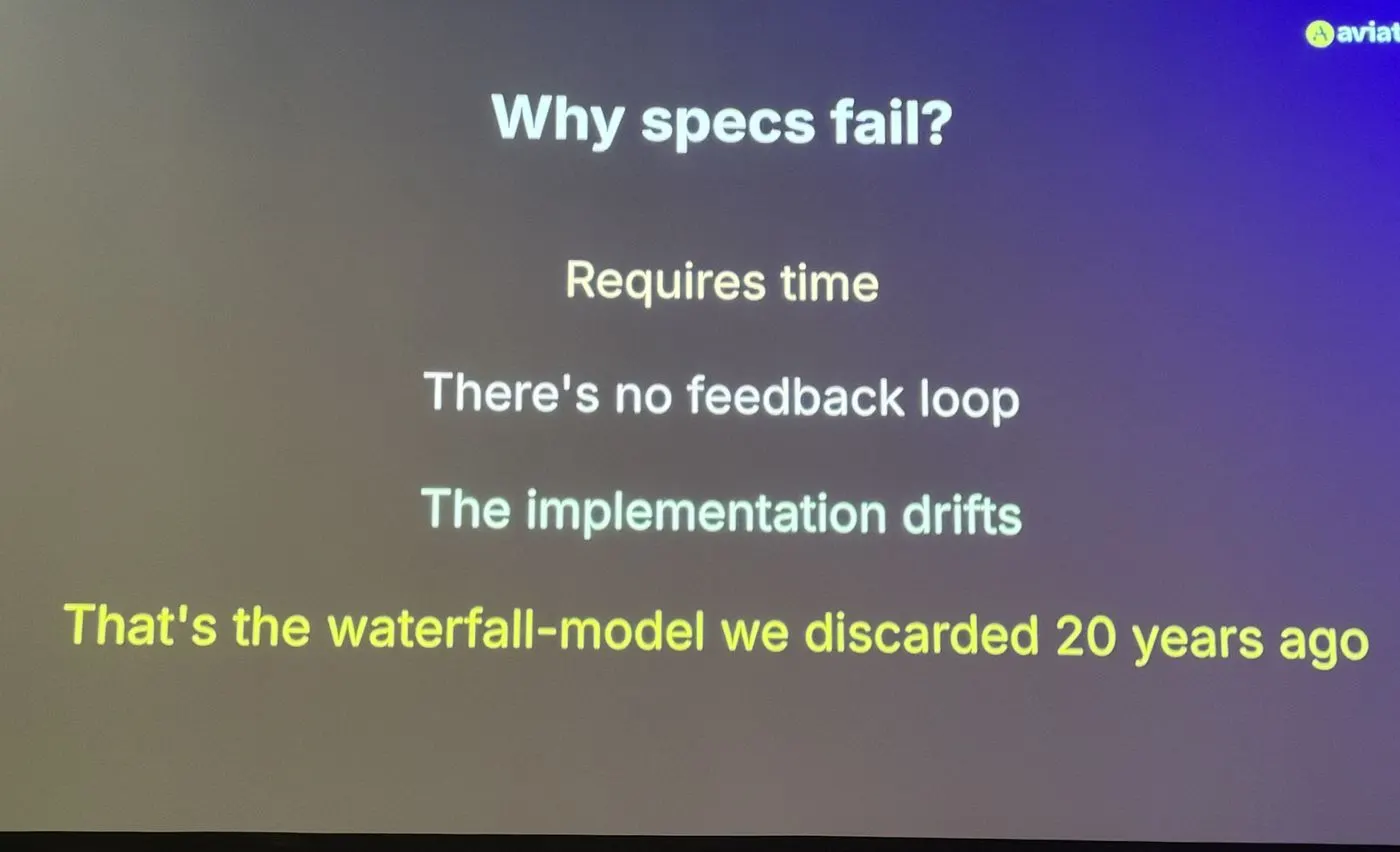 aviat
Why specs fail?
Requires time
There's no feedback loop
The implementation drifts
That's the waterfall-model we discarded 20 years ago